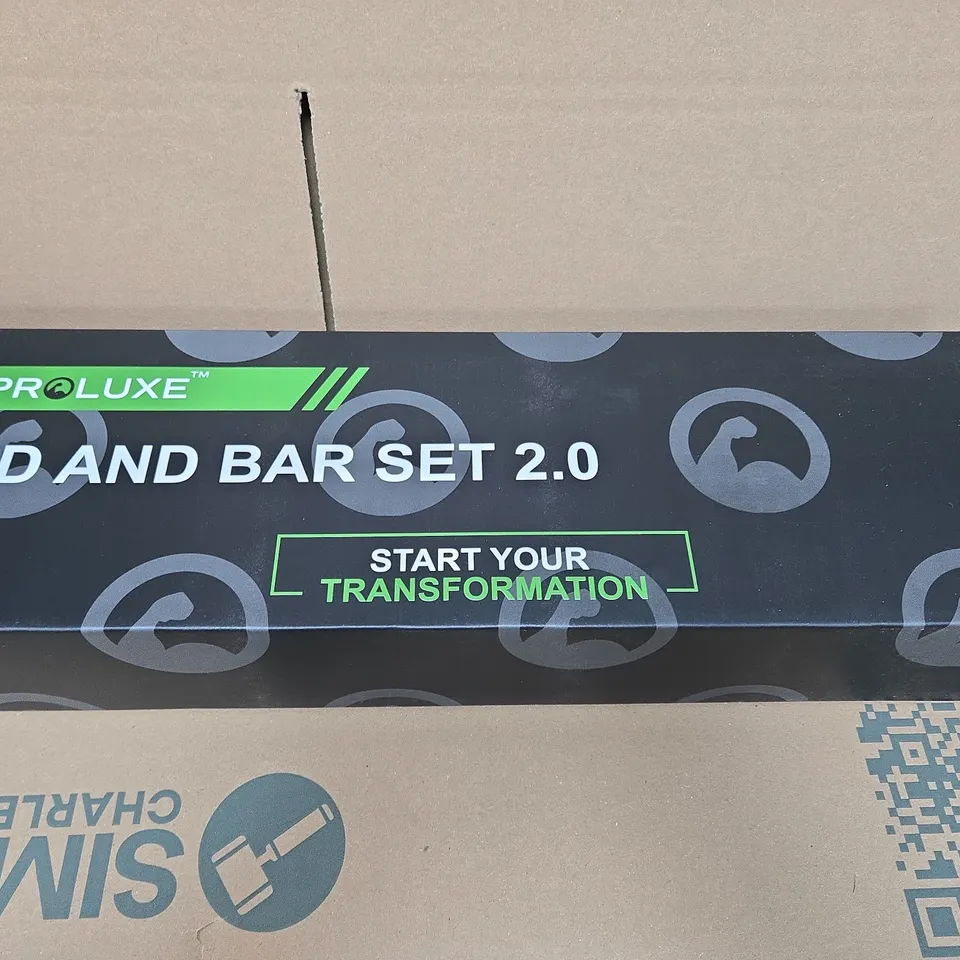 PROLUXE™
D AND BAR SET 2.0
START YOUR
TRANSFORMATION
SIM
CHARLE